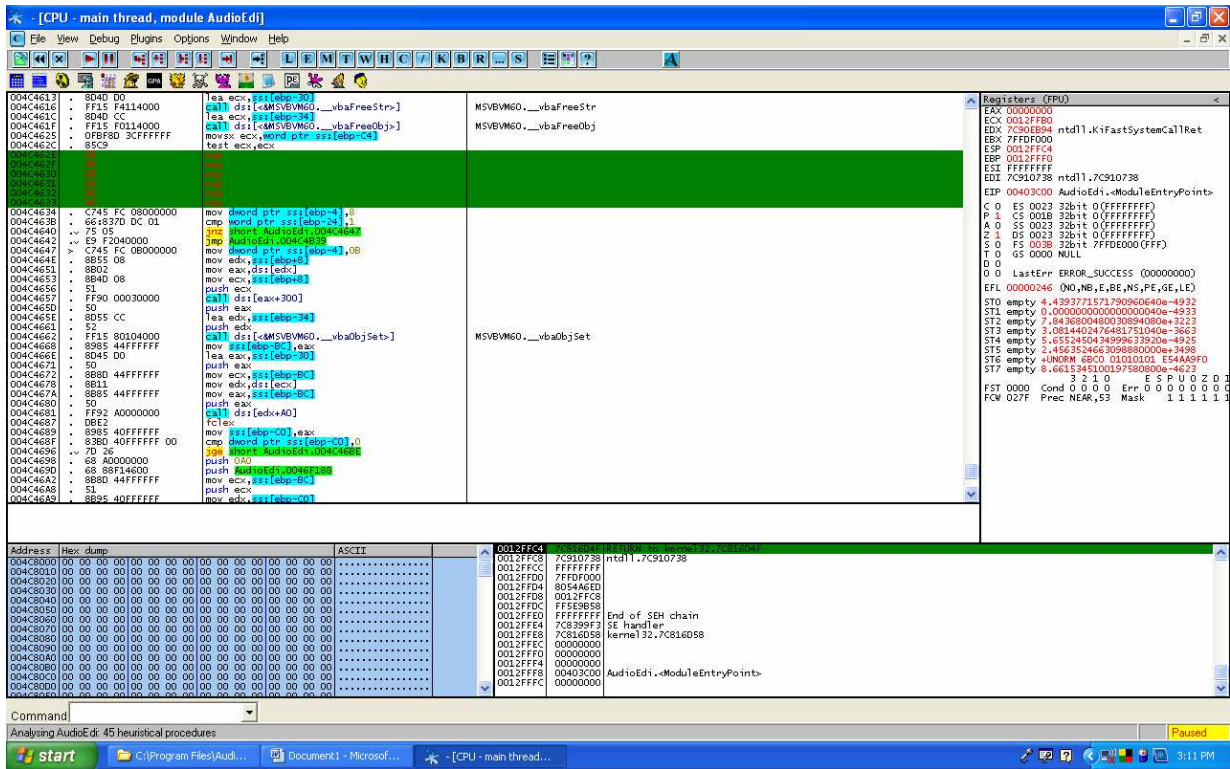 - [CPU - main thread, module AudioEdi]
C File View Debug Plugins Options Window Help
L E M T W H C / K B R ... S ? A
004C4613 . 8D4D D0 lea ecx,ss:[ebp-30]
004C4616 . FF15 F4114000 call ds:[<&MSVBVM60.__vbaFreeStr>] MSVBVM60.__vbaFreeStr
004C461C . 8D4D CC lea ecx,ss:[ebp-34]
004C461F . FF15 F0114000 call ds:[<&MSVBVM60.__vbaFreeObj>] MSVBVM60.__vbaFreeObj
004C4625 . 0FBF8D 3CFFFFFF movsx ecx,word ptr ss:[ebp-C4]
004C462C . 85C9 test ecx,ecx
004C462E
004C462F
004C4630
004C4631
004C4632
004C4633
004C4634 . C745 FC 08000000 mov dword ptr ss:[ebp-4],8
004C463B . 66:837D DC 01 cmp word ptr ss:[ebp-24],1
004C4640 .v 75 05 jnz short AudioEdi.004C4647
004C4642 .v E9 F2040000 jmp AudioEdi.004C4B39
004C4647 > C745 FC 0B000000 mov dword ptr ss:[ebp-4],0B
004C464E . 8B55 08 mov edx,ss:[ebp+8]
004C4651 . 8B02 mov eax,ds:[edx]
004C4653 . 8B4D 08 mov ecx,ss:[ebp+8]
004C4656 . 51 push ecx
004C4657 . FF90 00030000 call ds:[eax+300]
004C465D . 50 push eax
004C465E . 8D55 CC lea edx,ss:[ebp-34]
004C4661 . 52 push edx
004C4662 . FF15 80104000 call ds:[<&MSVBVM60.__vbaObjSet>] MSVBVM60.__vbaObjSet
004C4668 . 8985 44FFFFFF mov ss:[ebp-BC],eax
004C466E . 8D45 D0 lea eax,ss:[ebp-30]
004C4671 . 50 push eax
004C4672 . 8B8D 44FFFFFF mov ecx,ss:[ebp-BC]
004C4678 . 8B11 mov edx,ds:[ecx]
004C467A . 8B85 44FFFFFF mov eax,ss:[ebp-BC]
004C4680 . 50 push eax
004C4681 . FF92 A0000000 call ds:[edx+A0]
004C4687 . DBE2 fclex
004C4689 . 8985 40FFFFFF mov ss:[ebp-C0],eax
004C468F . 83BD 40FFFFFF 00 cmp dword ptr ss:[ebp-C0],0
004C4696 .v 7D 26 jge short AudioEdi.004C46BE
004C4698 . 68 A0000000 push 0A0
004C469D . 68 88F14600 push AudioEdi.0046F188
004C46A2 . 8B8D 44FFFFFF mov ecx,ss:[ebp-BC]
004C46A8 . 51 push ecx
004C46A9 . 8B95 40FFFFFF mov edx,ss:[ebp-C0]
Registers (FPU) <
EAX 00000000
ECX 0012FFB0
EDX 7C90EB94 ntdll.KiFastSystemCallRet
EBX 7FFDF000
ESP 0012FFC4
EBP 0012FFF0
ESI FFFFFFFF
EDI 7C910738 ntdll.7C910738
EIP 00403C00 AudioEdi.<ModuleEntryPoint>
C 0 ES 0023 32bit 0(FFFFFFFF)
P 1 CS 001B 32bit 0(FFFFFFFF)
A 0 SS 0023 32bit 0(FFFFFFFF)
Z 1 DS 0023 32bit 0(FFFFFFFF)
S 0 FS 003B 32bit 7FFDE000(FFF)
T 0 GS 0000 NULL
D 0
O 0 LastErr ERROR_SUCCESS (00000000)
EFL 00000246 (NO,NB,E,BE,NS,PE,GE,LE)
ST0 empty 4.4393771571790960640e-4932
ST1 empty 0.0000000000000000040e-4933
ST2 empty 7.8436800480030894080e+3223
ST3 empty 3.0814402476481751040e-3663
ST4 empty 5.6552450434999633920e-4925
ST5 empty 2.4563524663098880000e+3498
ST6 empty +UNORM 6BC0 01010101 E54AA9F0
ST7 empty 8.6615345100197580800e-4623
3 2 1 0 E S P U O Z D I
FST 0000 Cond 0 0 0 0 Err 0 0 0 0 0 0 0 0
FCW 027F Prec NEAR,53 Mask 1 1 1 1 1 1
Address Hex dump ASCII
004C8000 00 00 00 00 00 00 00 00 00 00 00 00 00 00 00 00 ................
004C8010 00 00 00 00 00 00 00 00 00 00 00 00 00 00 00 00 ................
004C8020 00 00 00 00 00 00 00 00 00 00 00 00 00 00 00 00 ................
004C8030 00 00 00 00 00 00 00 00 00 00 00 00 00 00 00 00 ................
004C8040 00 00 00 00 00 00 00 00 00 00 00 00 00 00 00 00 ................
004C8050 00 00 00 00 00 00 00 00 00 00 00 00 00 00 00 00 ................
004C8060 00 00 00 00 00 00 00 00 00 00 00 00 00 00 00 00 ................
004C8070 00 00 00 00 00 00 00 00 00 00 00 00 00 00 00 00 ................
004C8080 00 00 00 00 00 00 00 00 00 00 00 00 00 00 00 00 ................
004C8090 00 00 00 00 00 00 00 00 00 00 00 00 00 00 00 00 ................
004C80A0 00 00 00 00 00 00 00 00 00 00 00 00 00 00 00 00 ................
004C80B0 00 00 00 00 00 00 00 00 00 00 00 00 00 00 00 00 ................
004C80C0 00 00 00 00 00 00 00 00 00 00 00 00 00 00 00 00 ................
004C80D0 00 00 00 00 00 00 00 00 00 00 00 00 00 00 00 00 ................
0012FFC4 7C816D4F RETURN to kernel32.7C816D4F
0012FFC8 7C910738 ntdll.7C910738
0012FFCC FFFFFFFF
0012FFD0 7FFDF000
0012FFD4 8054A6ED
0012FFD8 0012FFC8
0012FFDC FF5E9B58
0012FFE0 FFFFFFFF End of SEH chain
0012FFE4 7C8399F3 SE handler
0012FFE8 7C816D58 kernel32.7C816D58
0012FFEC 00000000
0012FFF0 00000000
0012FFF4 00000000
0012FFF8 00403C00 AudioEdi.<ModuleEntryPoint>
0012FFFC 00000000
Command
Analysing AudioEdi: 45 heuristical procedures Paused
start C:\Program Files\Audi... Document1 - Microsof... - [CPU - main thread... 3:11 PM